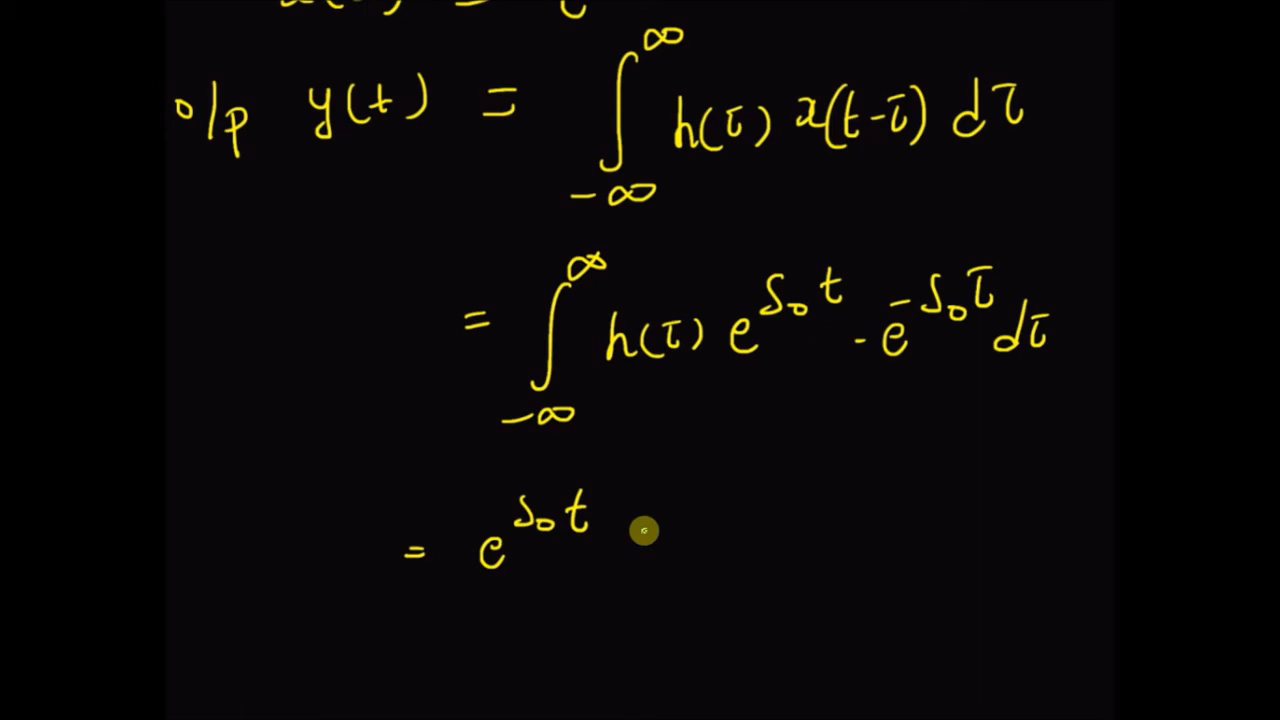 o/p y(t) = ∫_{-∞}^{∞} h(τ) x(t-τ) dτ
= ∫_{-∞}^{∞} h(τ) e^{s₀t} · e^{-s₀τ} dτ
= e^{s₀t}